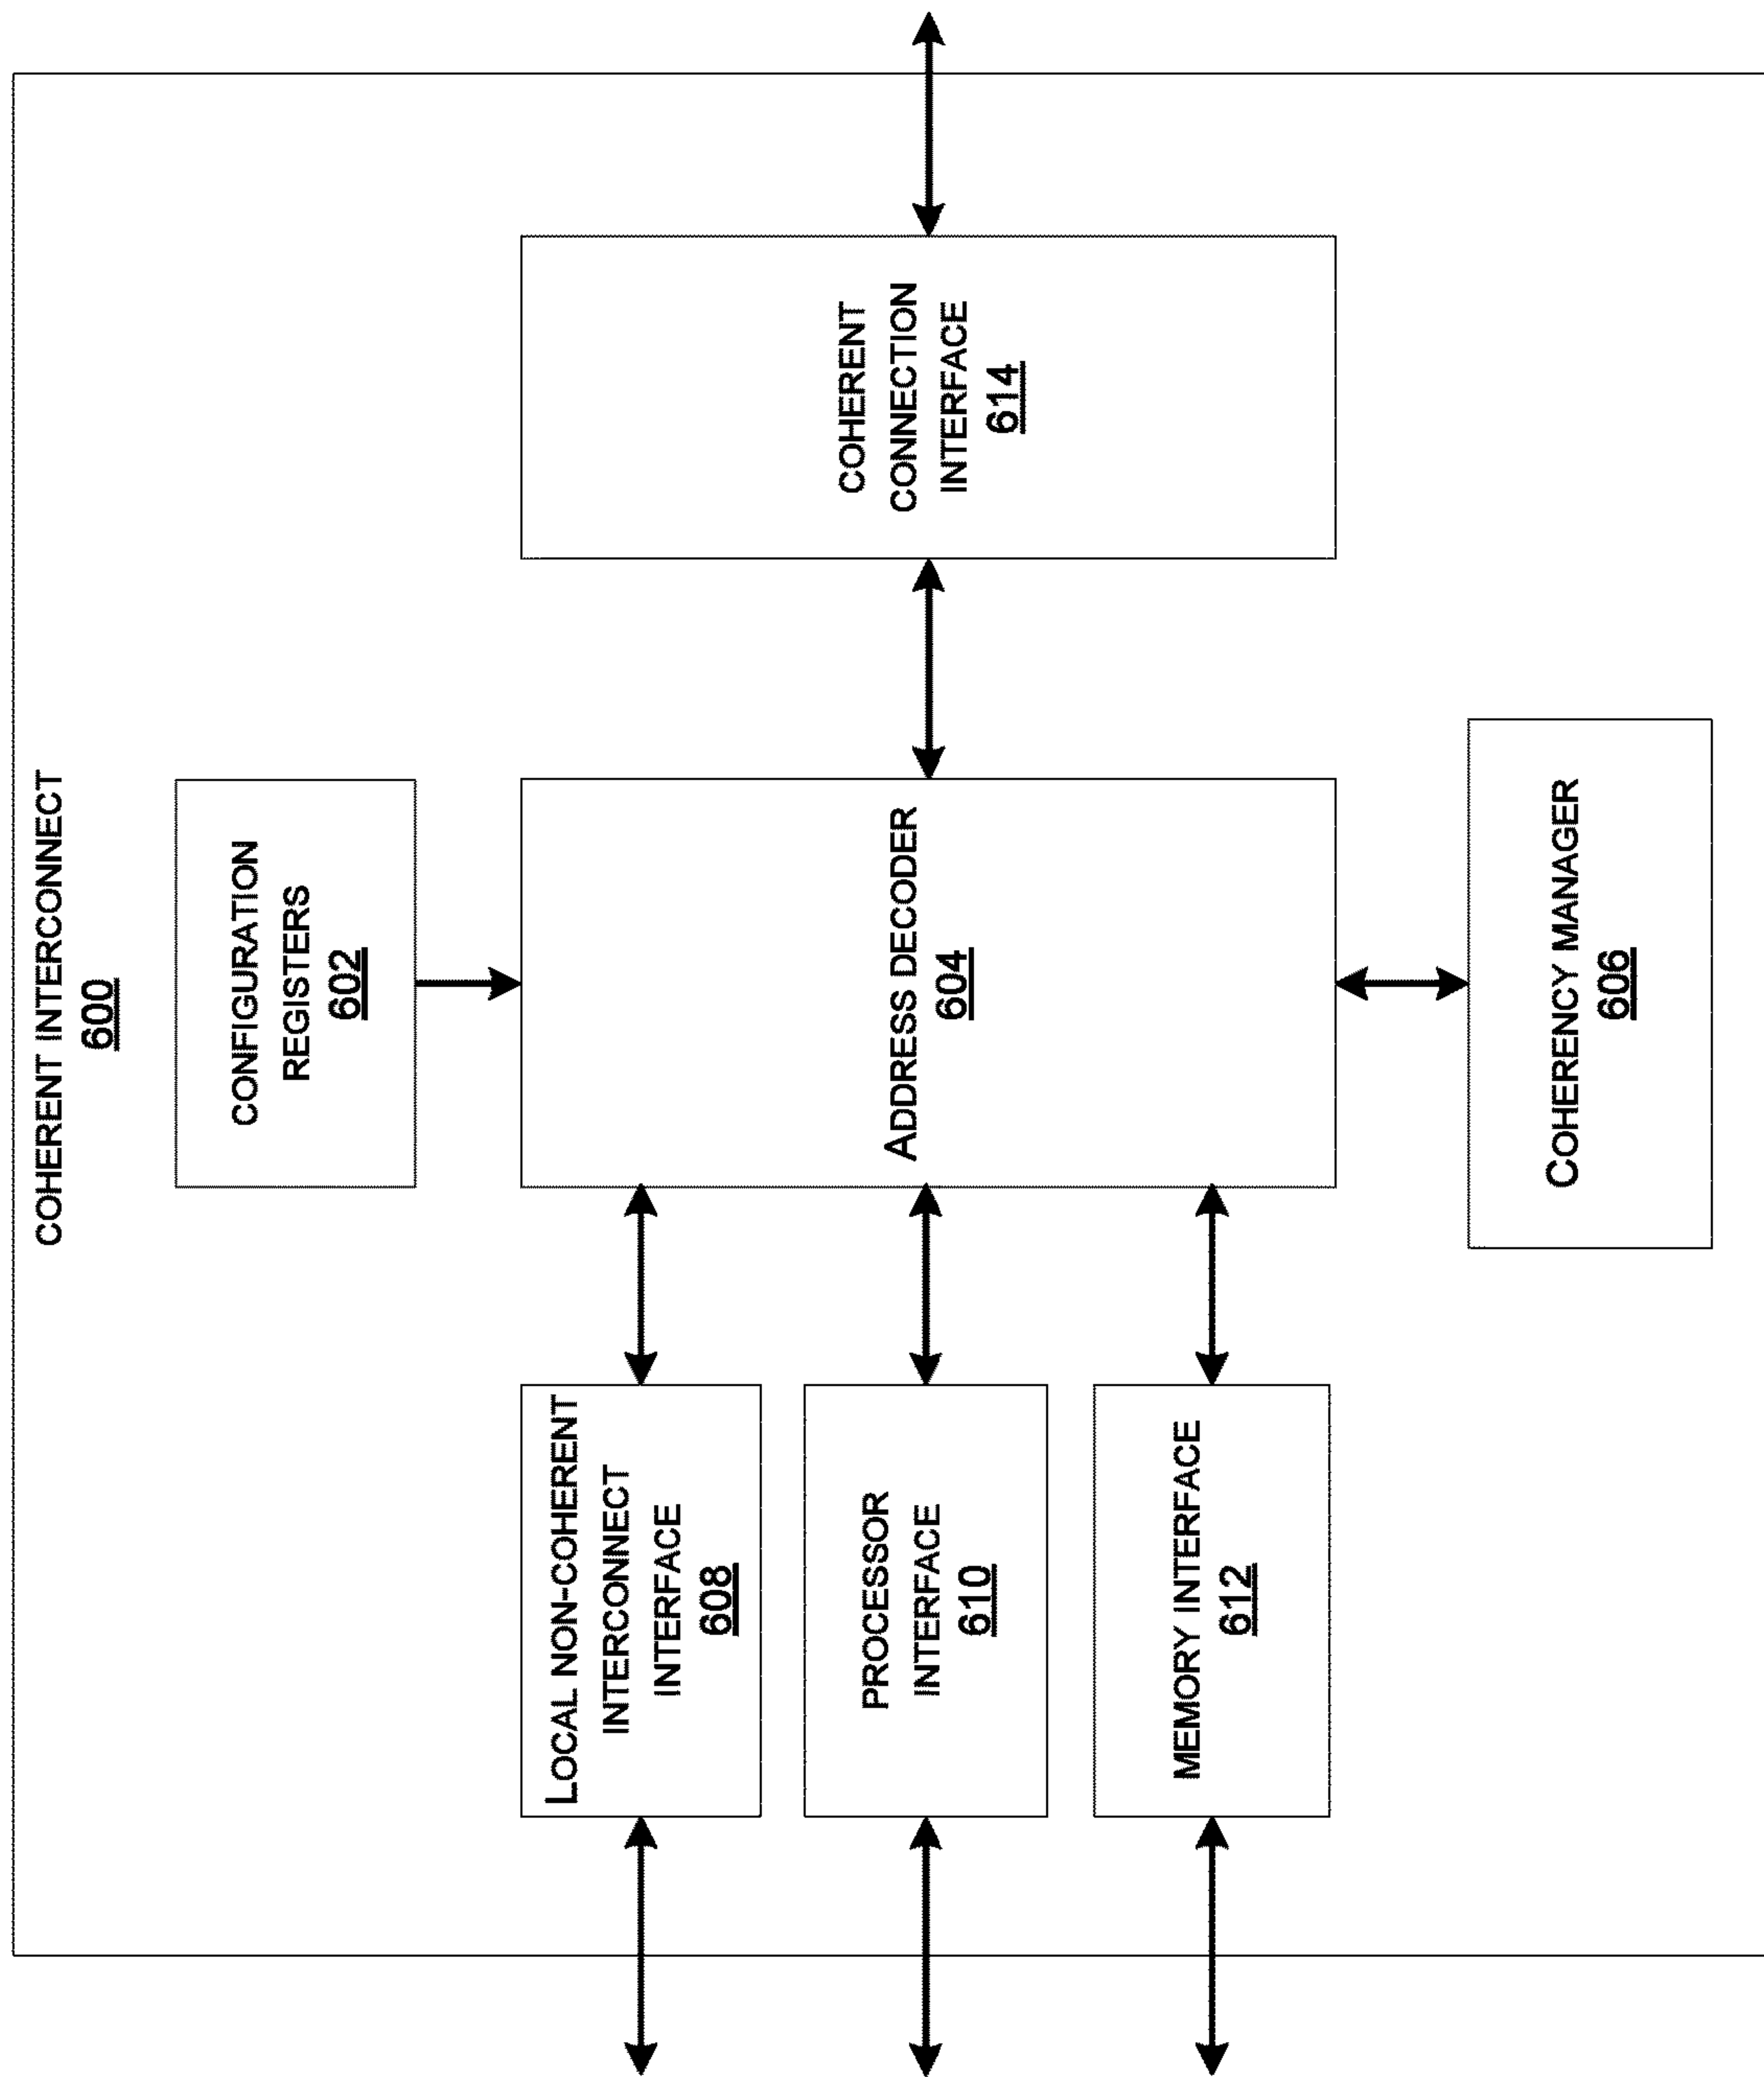 COHERENT INTERCONNECT
600
CONFIGURATION
REGISTERS
602
LOCAL NON-COHERENT
INTERCONNECT
INTERFACE
608
PROCESSOR
INTERFACE
610
MEMORY INTERFACE
612
ADDRESS DECODER
604
COHERENT
CONNECTION
INTERFACE
614
COHERENCY MANAGER
606